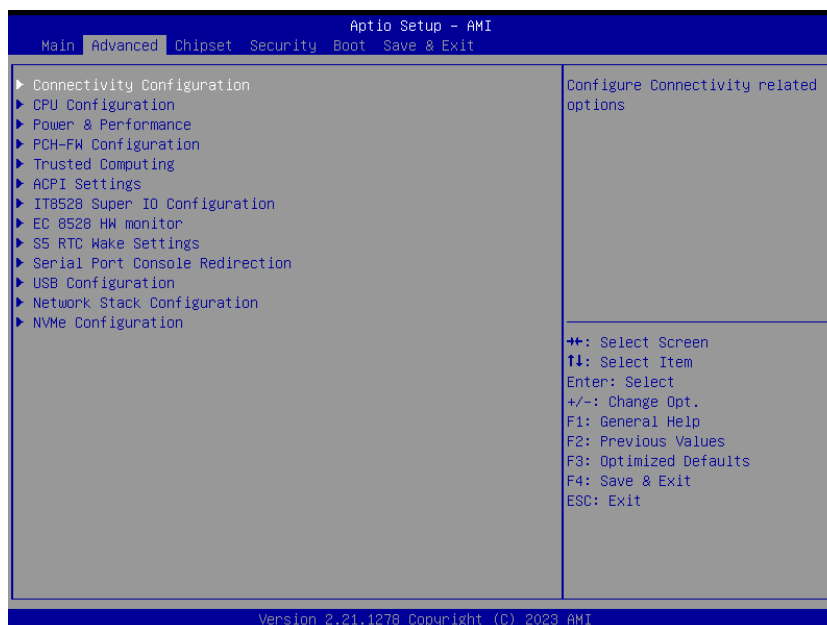 Aptio Setup – AMI
Main Advanced Chipset Security Boot Save & Exit
▶ Connectivity Configuration
▶ CPU Configuration
▶ Power & Performance
▶ PCH-FW Configuration
▶ Trusted Computing
▶ ACPI Settings
▶ IT8528 Super IO Configuration
▶ EC 8528 HW monitor
▶ S5 RTC Wake Settings
▶ Serial Port Console Redirection
▶ USB Configuration
▶ Network Stack Configuration
▶ NVMe Configuration
Configure Connectivity related
options
→←: Select Screen
↑↓: Select Item
Enter: Select
+/-: Change Opt.
F1: General Help
F2: Previous Values
F3: Optimized Defaults
F4: Save & Exit
ESC: Exit
Version 2.21.1278 Copyright (C) 2023 AMI